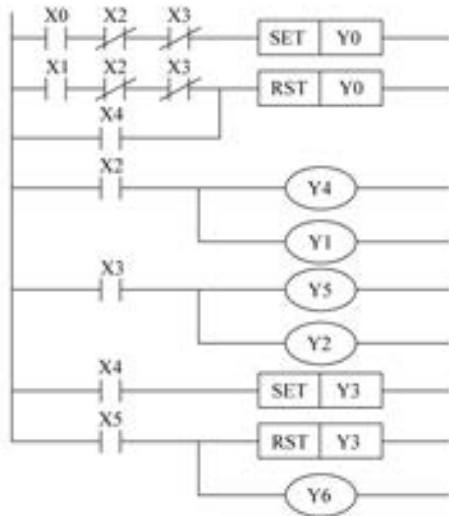 X0 X2 X3
SET Y0
X1 X2 X3
RST Y0
X4
X2
Y4
Y1
X3
Y5
Y2
X4
SET Y3
X5
RST Y3
Y6